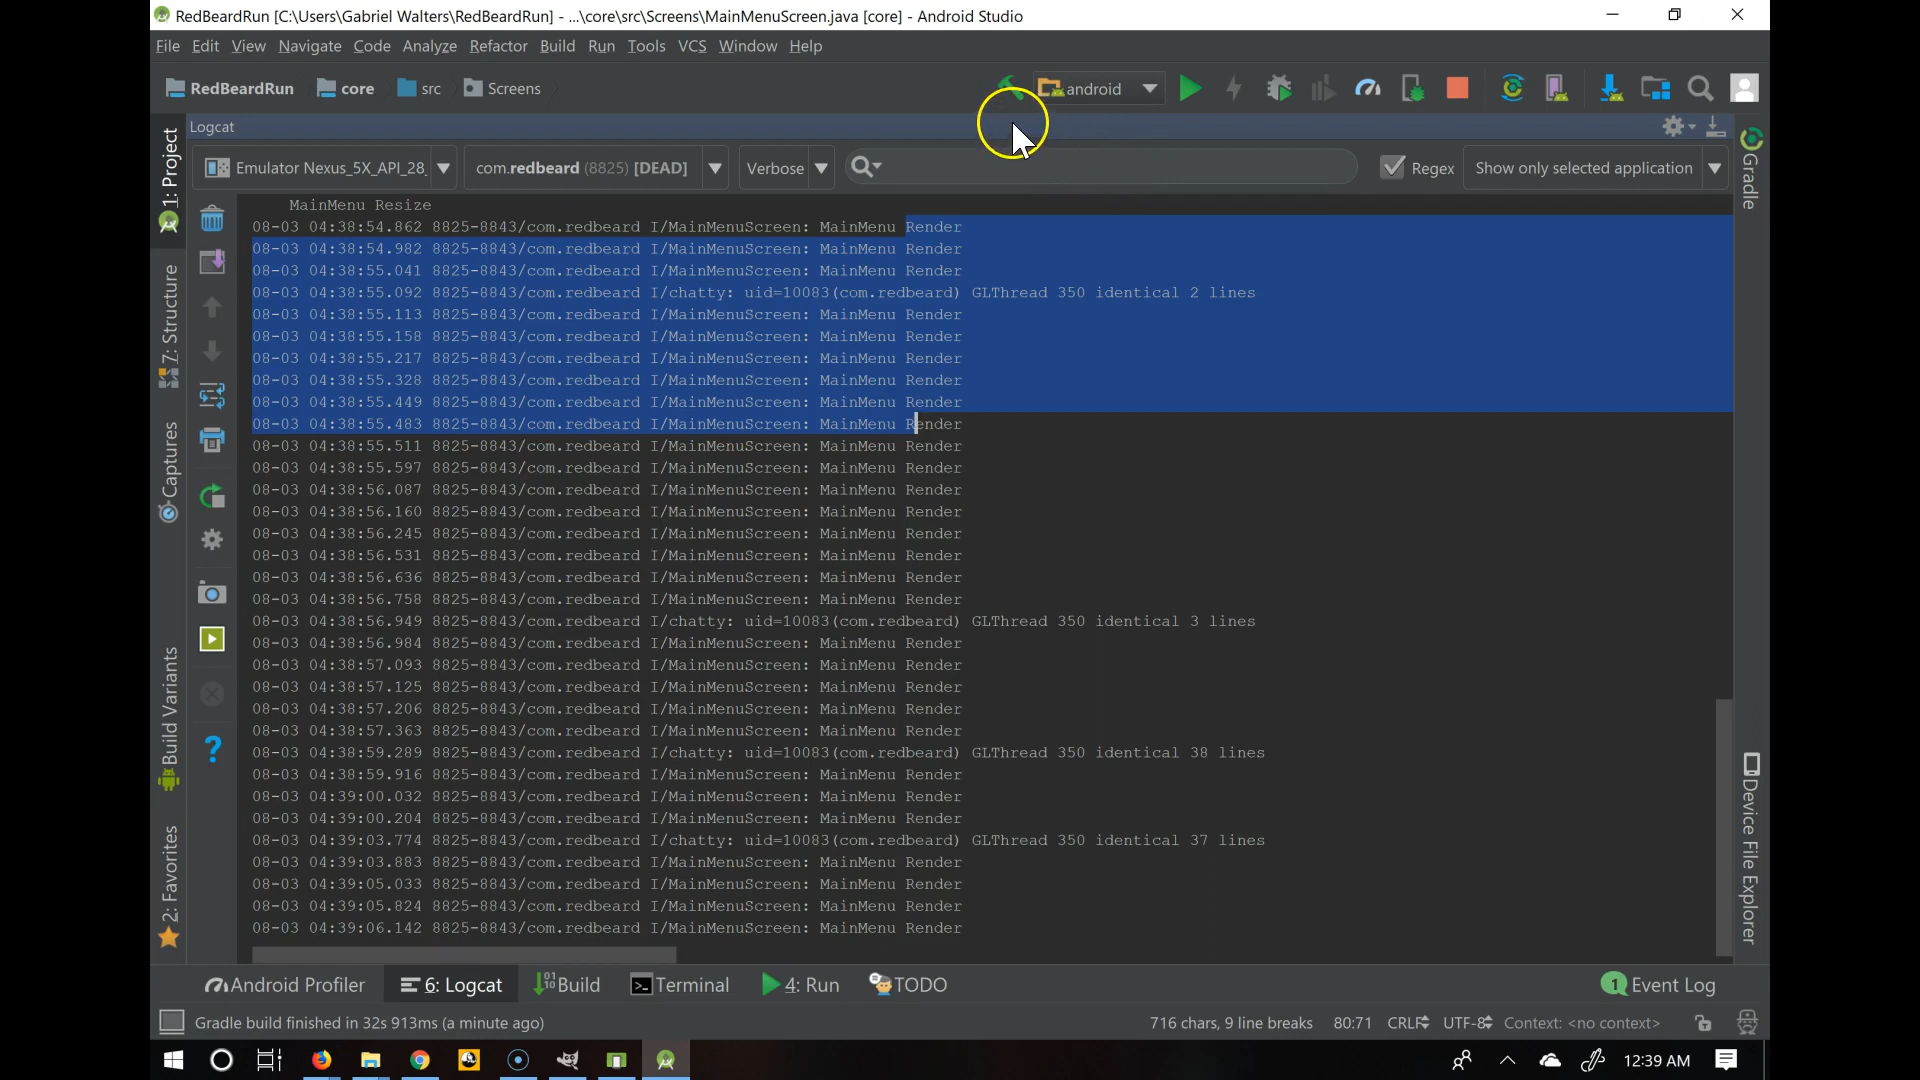 RedBeardRun [C:\Users\Gabriel Walters\RedBeardRun] - ...\core\src\Screens\MainMenuScreen.java [core] - Android Studio
File Edit View Navigate Code Analyze Refactor Build Run Tools VCS Window Help
RedBeardRun core src Screens android
Logcat
Emulator Nexus_5X_API_28 com.redbeard (8825) [DEAD] Verbose Regex Show only selected application
MainMenu Resize
08-03 04:38:54.862 8825-8843/com.redbeard I/MainMenuScreen: MainMenu Render
08-03 04:38:54.982 8825-8843/com.redbeard I/MainMenuScreen: MainMenu Render
08-03 04:38:55.041 8825-8843/com.redbeard I/MainMenuScreen: MainMenu Render
08-03 04:38:55.092 8825-8843/com.redbeard I/chatty: uid=10083(com.redbeard) GLThread 350 identical 2 lines
08-03 04:38:55.113 8825-8843/com.redbeard I/MainMenuScreen: MainMenu Render
08-03 04:38:55.158 8825-8843/com.redbeard I/MainMenuScreen: MainMenu Render
08-03 04:38:55.217 8825-8843/com.redbeard I/MainMenuScreen: MainMenu Render
08-03 04:38:55.328 8825-8843/com.redbeard I/MainMenuScreen: MainMenu Render
08-03 04:38:55.449 8825-8843/com.redbeard I/MainMenuScreen: MainMenu Render
08-03 04:38:55.483 8825-8843/com.redbeard I/MainMenuScreen: MainMenu Render
08-03 04:38:55.511 8825-8843/com.redbeard I/MainMenuScreen: MainMenu Render
08-03 04:38:55.597 8825-8843/com.redbeard I/MainMenuScreen: MainMenu Render
08-03 04:38:56.087 8825-8843/com.redbeard I/MainMenuScreen: MainMenu Render
08-03 04:38:56.160 8825-8843/com.redbeard I/MainMenuScreen: MainMenu Render
08-03 04:38:56.245 8825-8843/com.redbeard I/MainMenuScreen: MainMenu Render
08-03 04:38:56.531 8825-8843/com.redbeard I/MainMenuScreen: MainMenu Render
08-03 04:38:56.636 8825-8843/com.redbeard I/MainMenuScreen: MainMenu Render
08-03 04:38:56.758 8825-8843/com.redbeard I/MainMenuScreen: MainMenu Render
08-03 04:38:56.949 8825-8843/com.redbeard I/chatty: uid=10083(com.redbeard) GLThread 350 identical 3 lines
08-03 04:38:56.984 8825-8843/com.redbeard I/MainMenuScreen: MainMenu Render
08-03 04:38:57.093 8825-8843/com.redbeard I/MainMenuScreen: MainMenu Render
08-03 04:38:57.125 8825-8843/com.redbeard I/MainMenuScreen: MainMenu Render
08-03 04:38:57.206 8825-8843/com.redbeard I/MainMenuScreen: MainMenu Render
08-03 04:38:57.363 8825-8843/com.redbeard I/MainMenuScreen: MainMenu Render
08-03 04:38:59.289 8825-8843/com.redbeard I/chatty: uid=10083(com.redbeard) GLThread 350 identical 38 lines
08-03 04:38:59.916 8825-8843/com.redbeard I/MainMenuScreen: MainMenu Render
08-03 04:39:00.032 8825-8843/com.redbeard I/MainMenuScreen: MainMenu Render
08-03 04:39:00.204 8825-8843/com.redbeard I/MainMenuScreen: MainMenu Render
08-03 04:39:03.774 8825-8843/com.redbeard I/chatty: uid=10083(com.redbeard) GLThread 350 identical 37 lines
08-03 04:39:03.883 8825-8843/com.redbeard I/MainMenuScreen: MainMenu Render
08-03 04:39:05.033 8825-8843/com.redbeard I/MainMenuScreen: MainMenu Render
08-03 04:39:05.824 8825-8843/com.redbeard I/MainMenuScreen: MainMenu Render
08-03 04:39:06.142 8825-8843/com.redbeard I/MainMenuScreen: MainMenu Render
1: Project
7: Structure
Captures
Build Variants
2: Favorites
Gradle
Device File Explorer
Android Profiler 6: Logcat Build Terminal 4: Run TODO 1 Event Log
Gradle build finished in 32s 913ms (a minute ago) 716 chars, 9 line breaks 80:71 CRLF UTF-8 Context: <no context>
12:39 AM